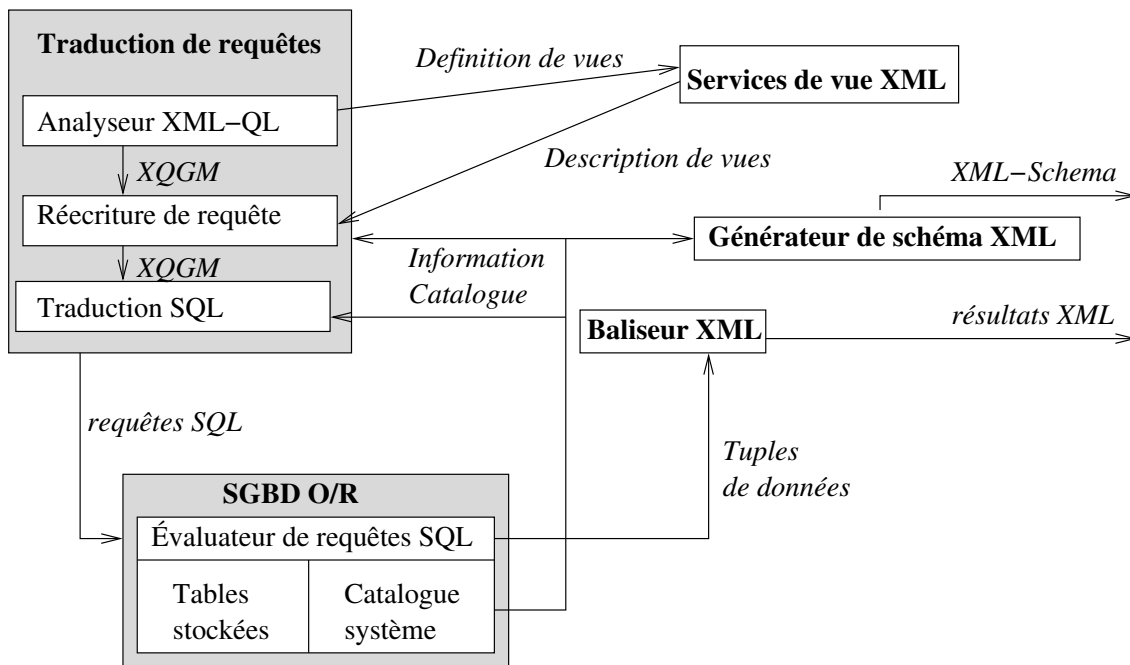 Traduction de requêtes
Definition de vues
Services de vue XML
Analyseur XML−QL
XQGM
Description de vues
XML−Schema
Réecriture de requête
Générateur de schéma XML
XQGM
Information
Catalogue
Traduction SQL
Baliseur XML
résultats XML
requêtes SQL
Tuples
de données
SGBD O/R
Évaluateur de requêtes SQL
Tables
stockées
Catalogue
système